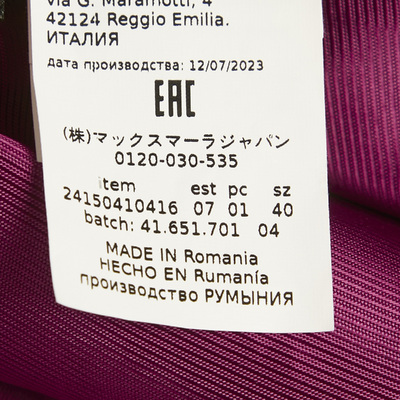 via G. Maramotti, 4
42124 Reggio Emilia.
ИТАЛИЯ
дата производства: 12/07/2023
EAC
(株)マックスマーラジャパン
0120-030-535
item est pc sz
24150410416 07 01 40
batch: 41.651.701 04
MADE IN Romania
HECHO EN Rumanía
производство РУМЫНИЯ